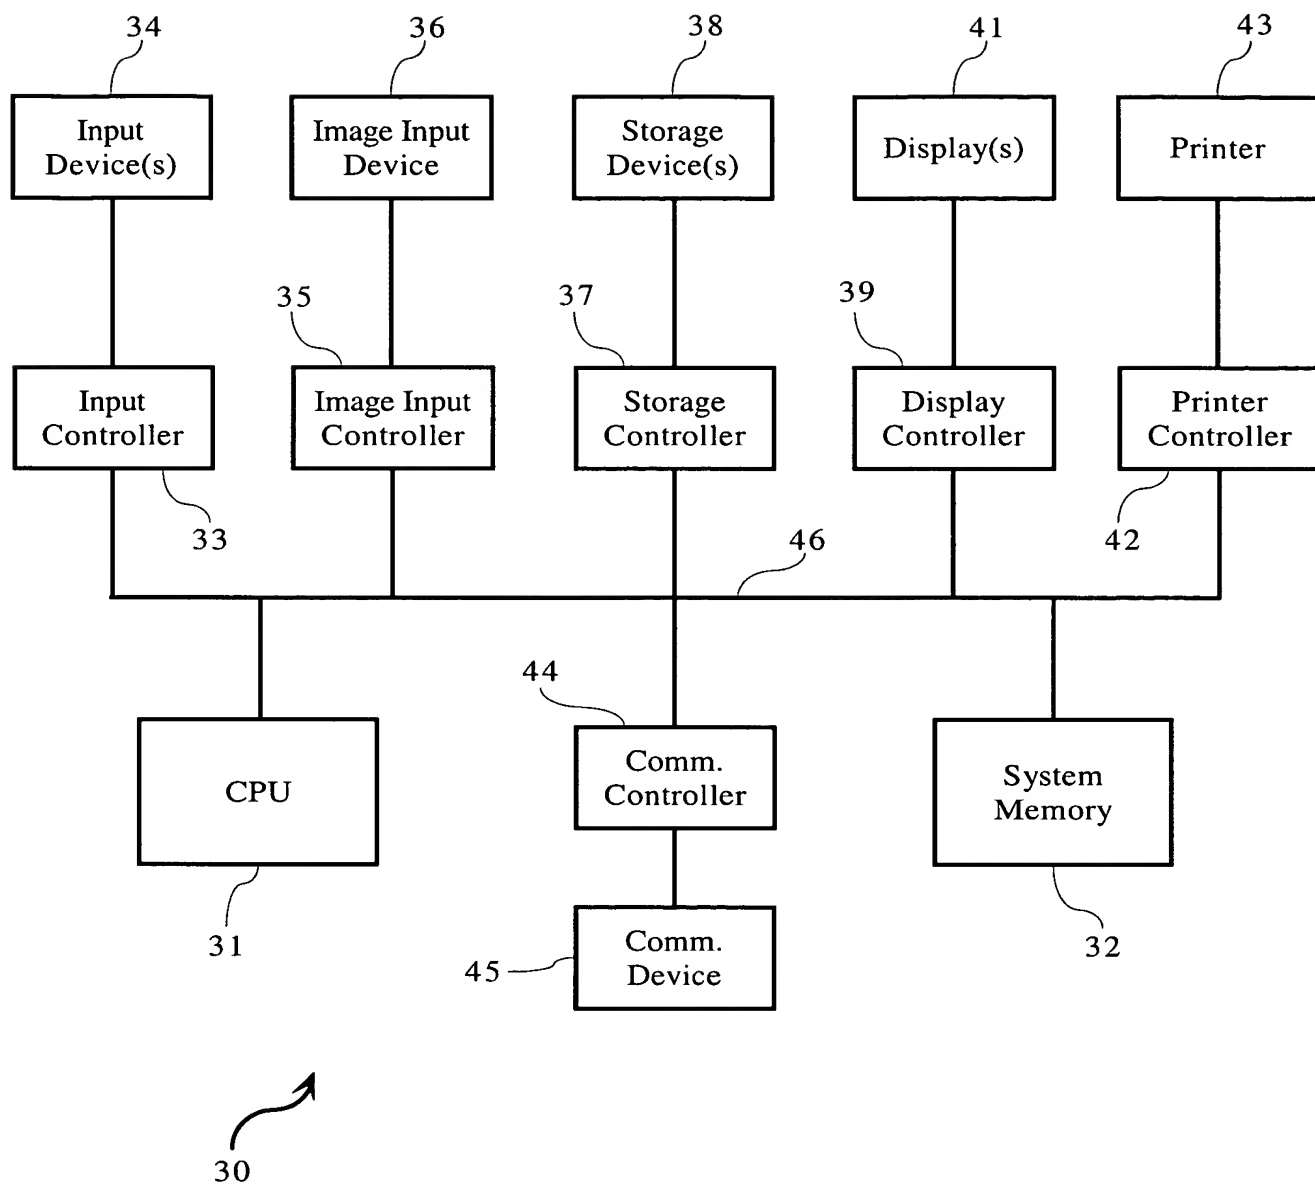 34
36
38
41
43
Input
Device(s)
Image Input
Device
Storage
Device(s)
Display(s)
Printer
35
37
39
Input
Controller
Image Input
Controller
Storage
Controller
Display
Controller
Printer
Controller
33
46
42
44
CPU
Comm.
Controller
System
Memory
31
45
Comm.
Device
32
30